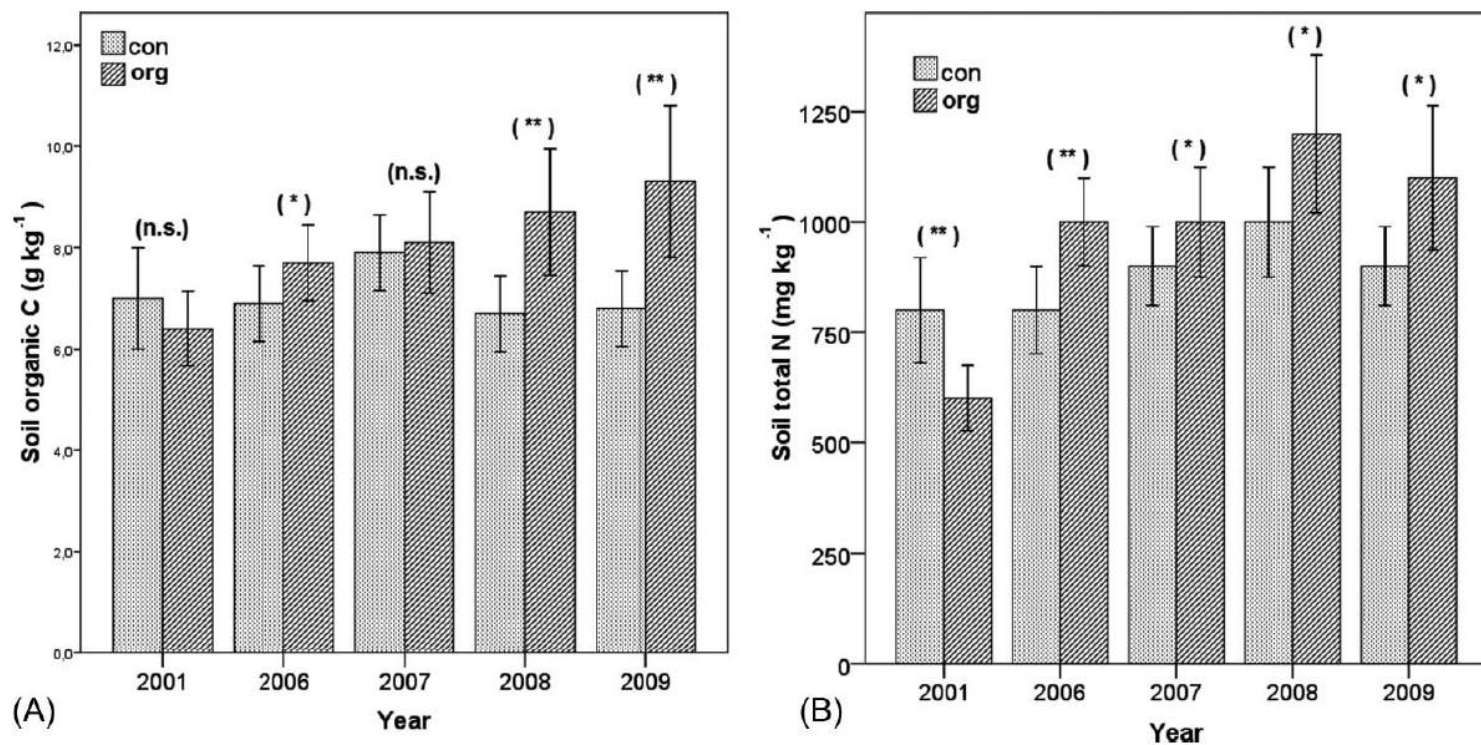 con
org
12,0
10,0
8,0
6,0
4,0
2,0
0,0
Soil organic C (g kg⁻¹)
(n.s.)
( * )
(n.s.)
( ** )
( ** )
2001 2006 2007 2008 2009
Year
(A)
con
org
1250
1000
750
500
250
0
Soil total N (mg kg⁻¹)
( ** )
( ** )
( * )
( * )
( * )
2001 2006 2007 2008 2009
Year
(B)